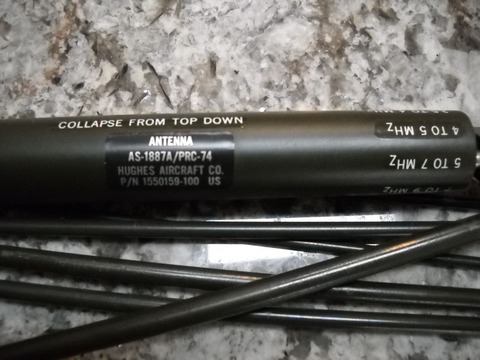 COLLAPSE FROM TOP DOWN
ANTENNA
AS-1887A/PRC-74
HUGHES AIRCRAFT CO.
P/N 1550159-100 US
4 TO 5 MHz
5 TO 7 MHz